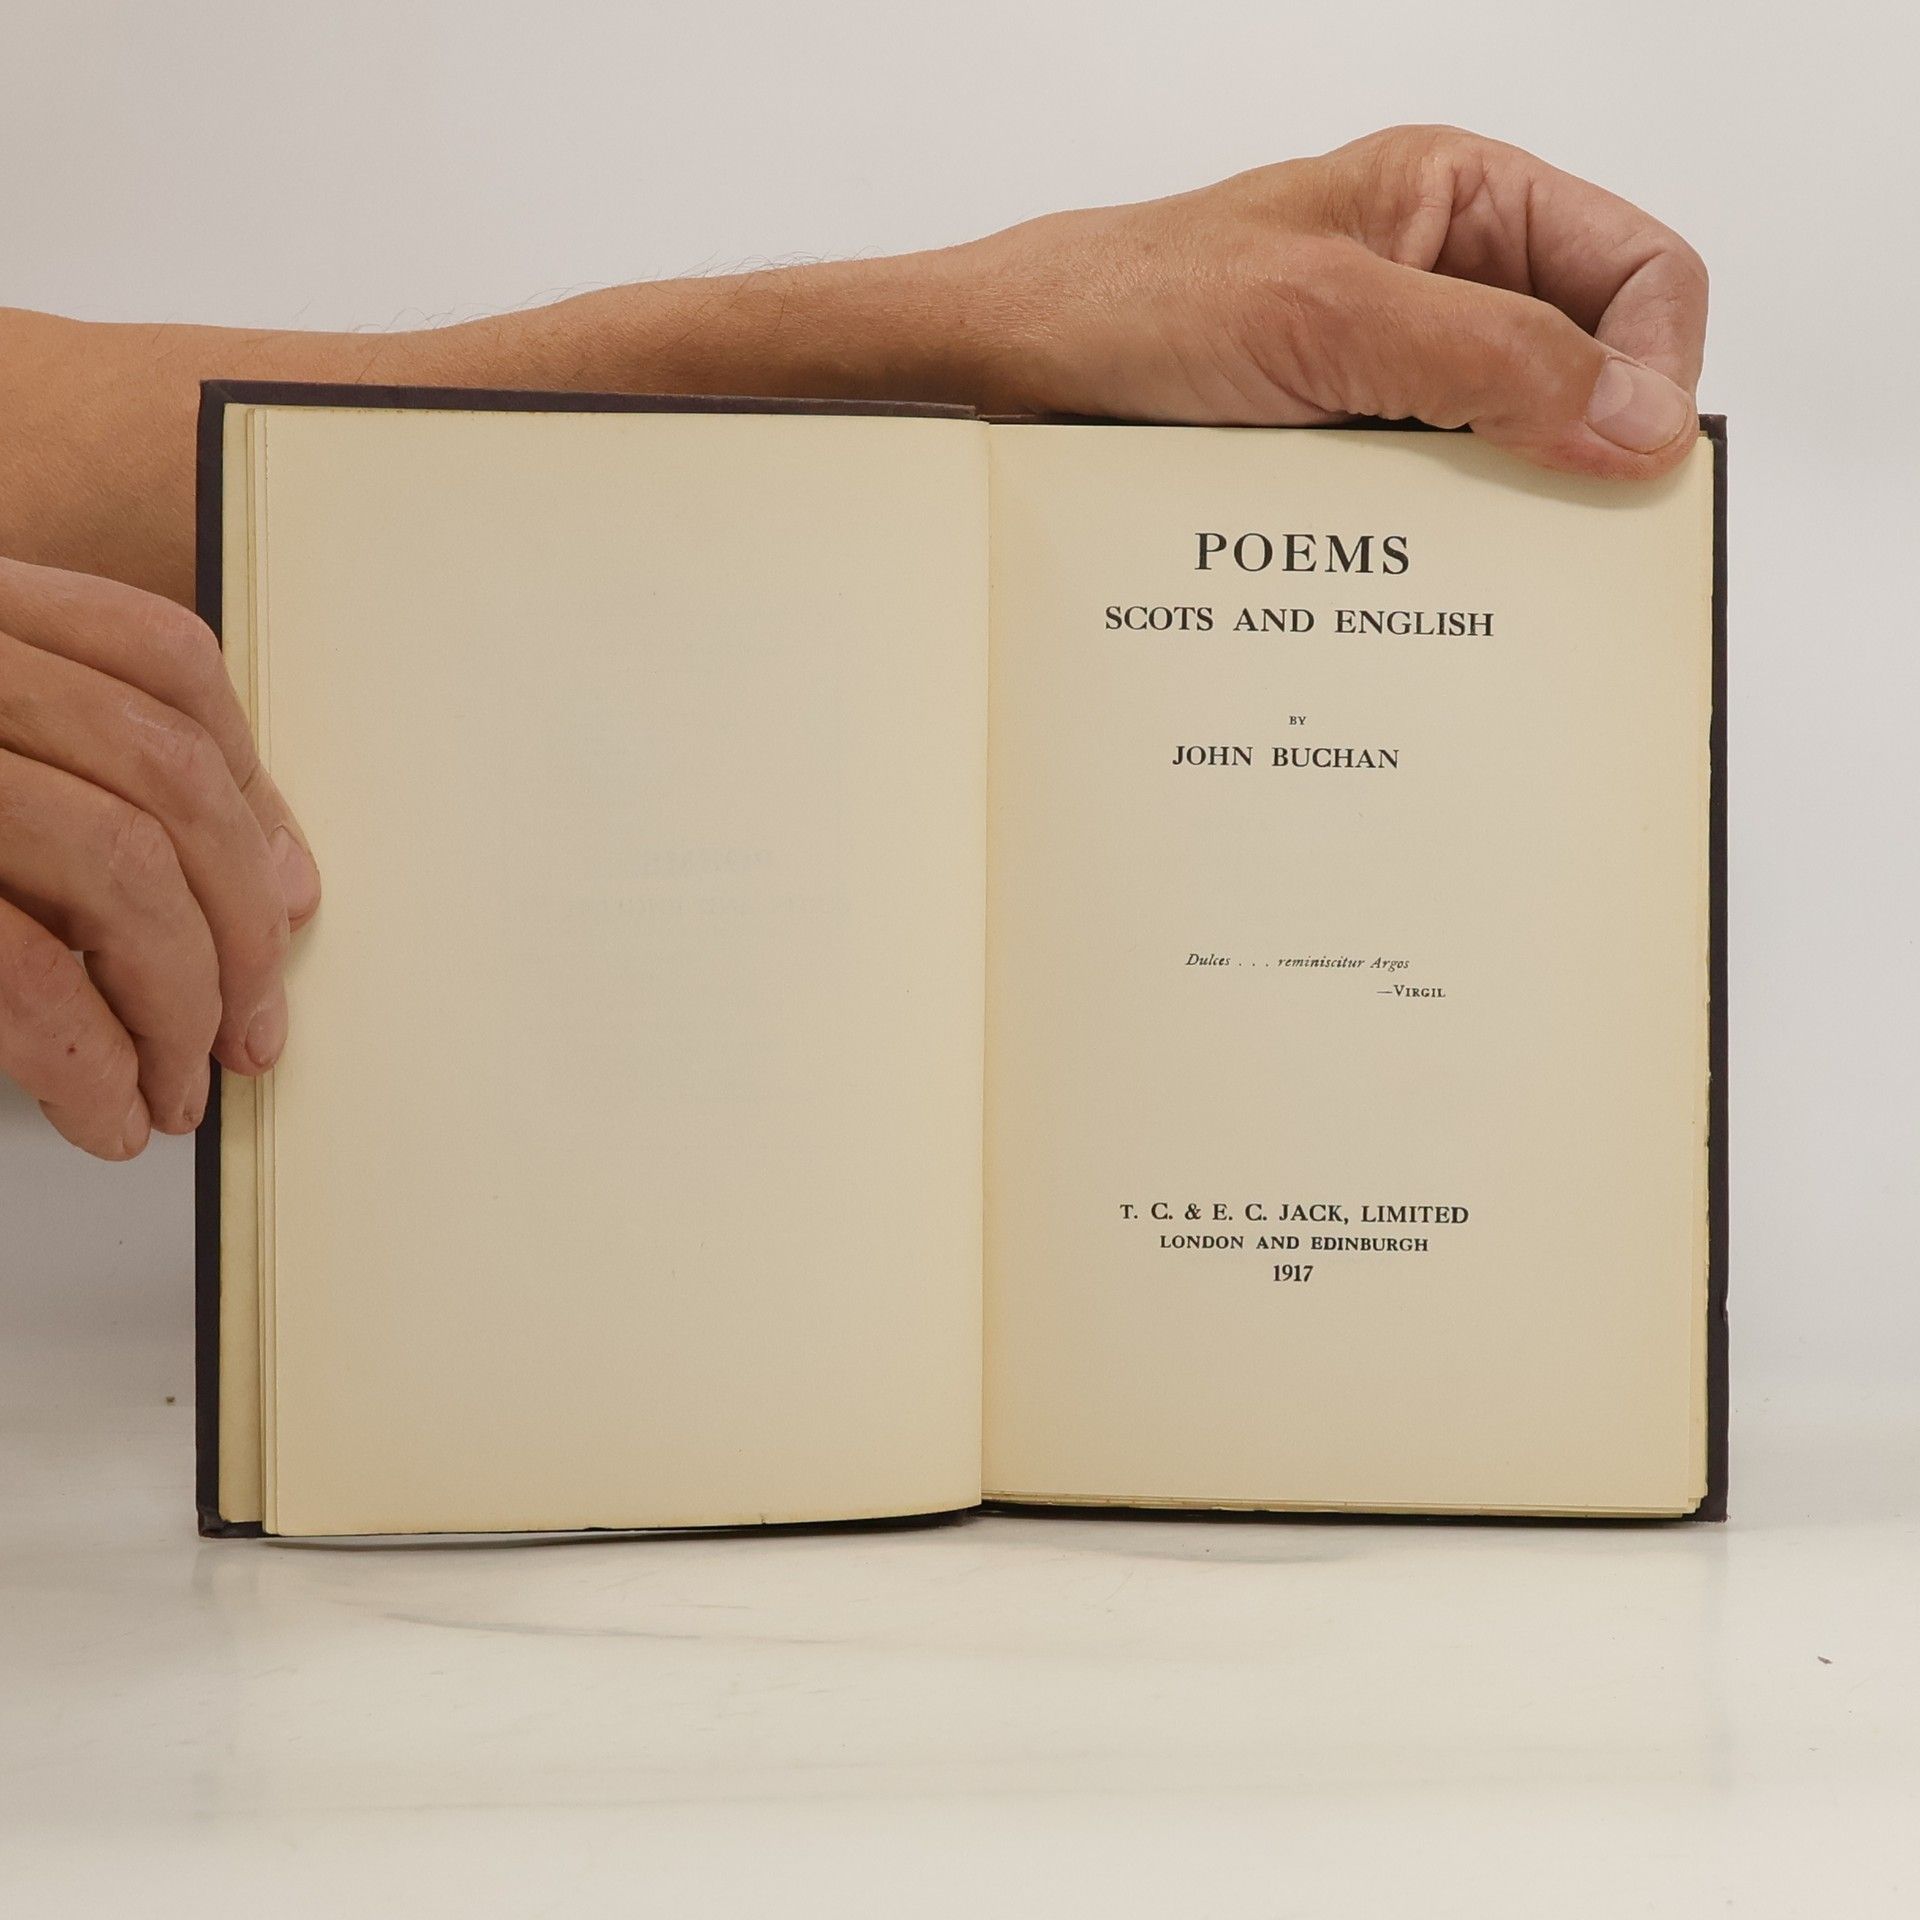 POEMS
SCOTS AND ENGLISH
BY
JOHN BUCHAN
Dulces . . . reminiscitur Argos
—VIRGIL
T. C. & E. C. JACK, LIMITED
LONDON AND EDINBURGH
1917